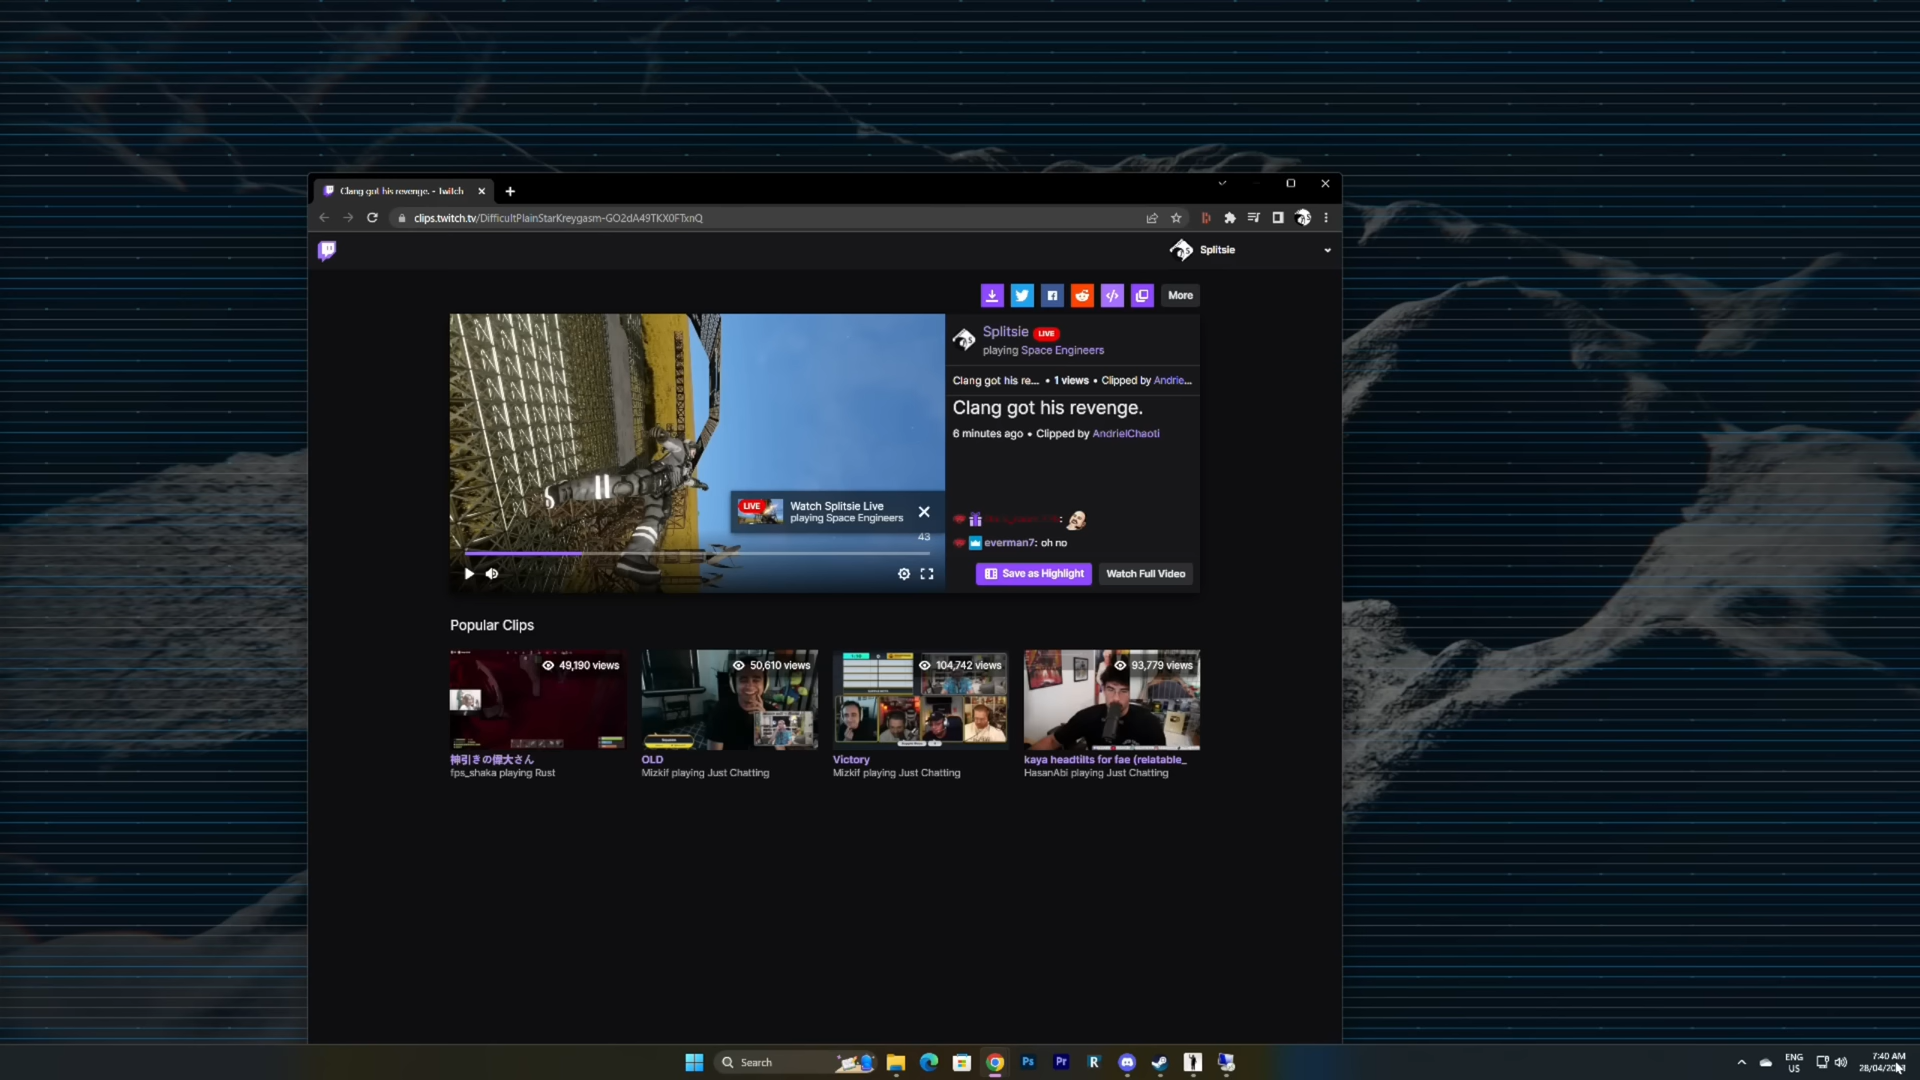 Clang got his revenge. - Twitch
clips.twitch.tv/DifficultPlainStarKreygasm-GO2dA49TKX0FTxnQ
Splitsie
More
Splitsie LIVE
playing Space Engineers
Clang got his re... • 1 views • Clipped by Andrie...
Clang got his revenge.
6 minutes ago • Clipped by AndrielChaoti
LIVE
Watch Splitsie Live
playing Space Engineers
43
everman7: oh no
Save as Highlight
Watch Full Video
Popular Clips
49,190 views
50,610 views
104,742 views
93,779 views
神引きの偉大さん
fps_shaka playing Rust
OLD
Mizkif playing Just Chatting
Victory
Mizkif playing Just Chatting
kaya headtilts for fae (relatable_
HasanAbi playing Just Chatting
Search
Ps
Pr
R
ENG
US
7:40 AM